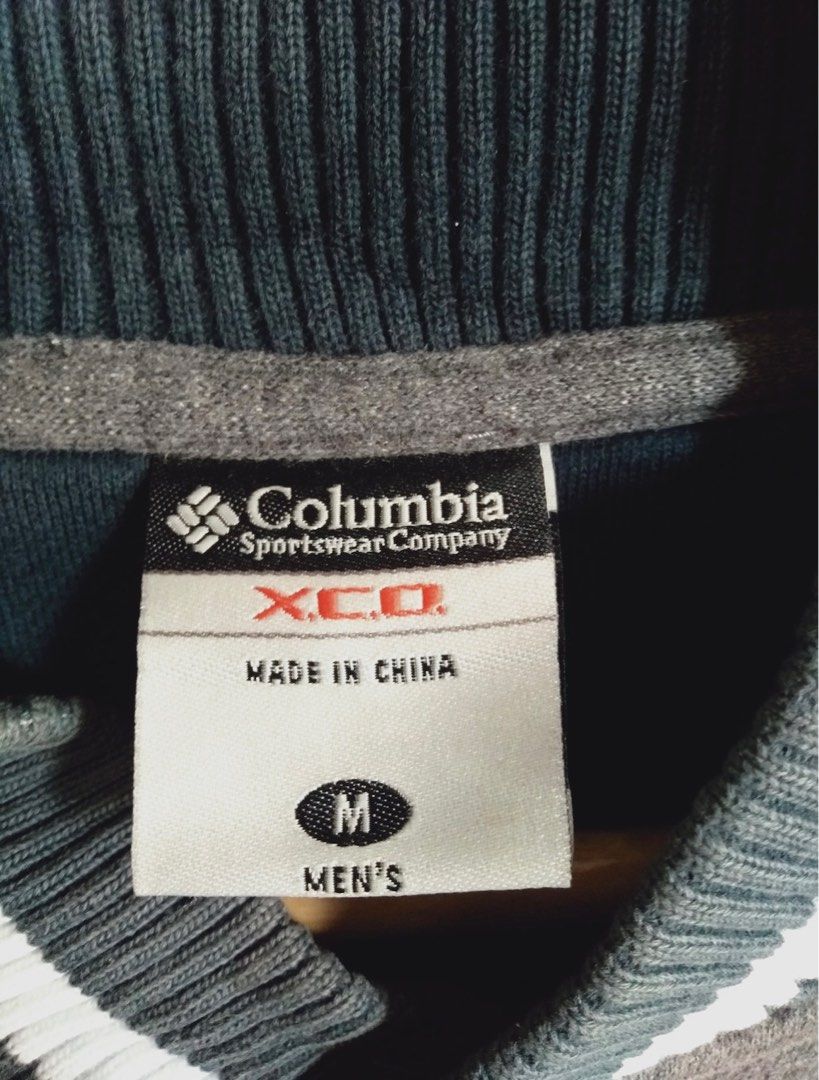 Columbia
Sportswear Company
X.C.O.
MADE IN CHINA
M
MEN'S